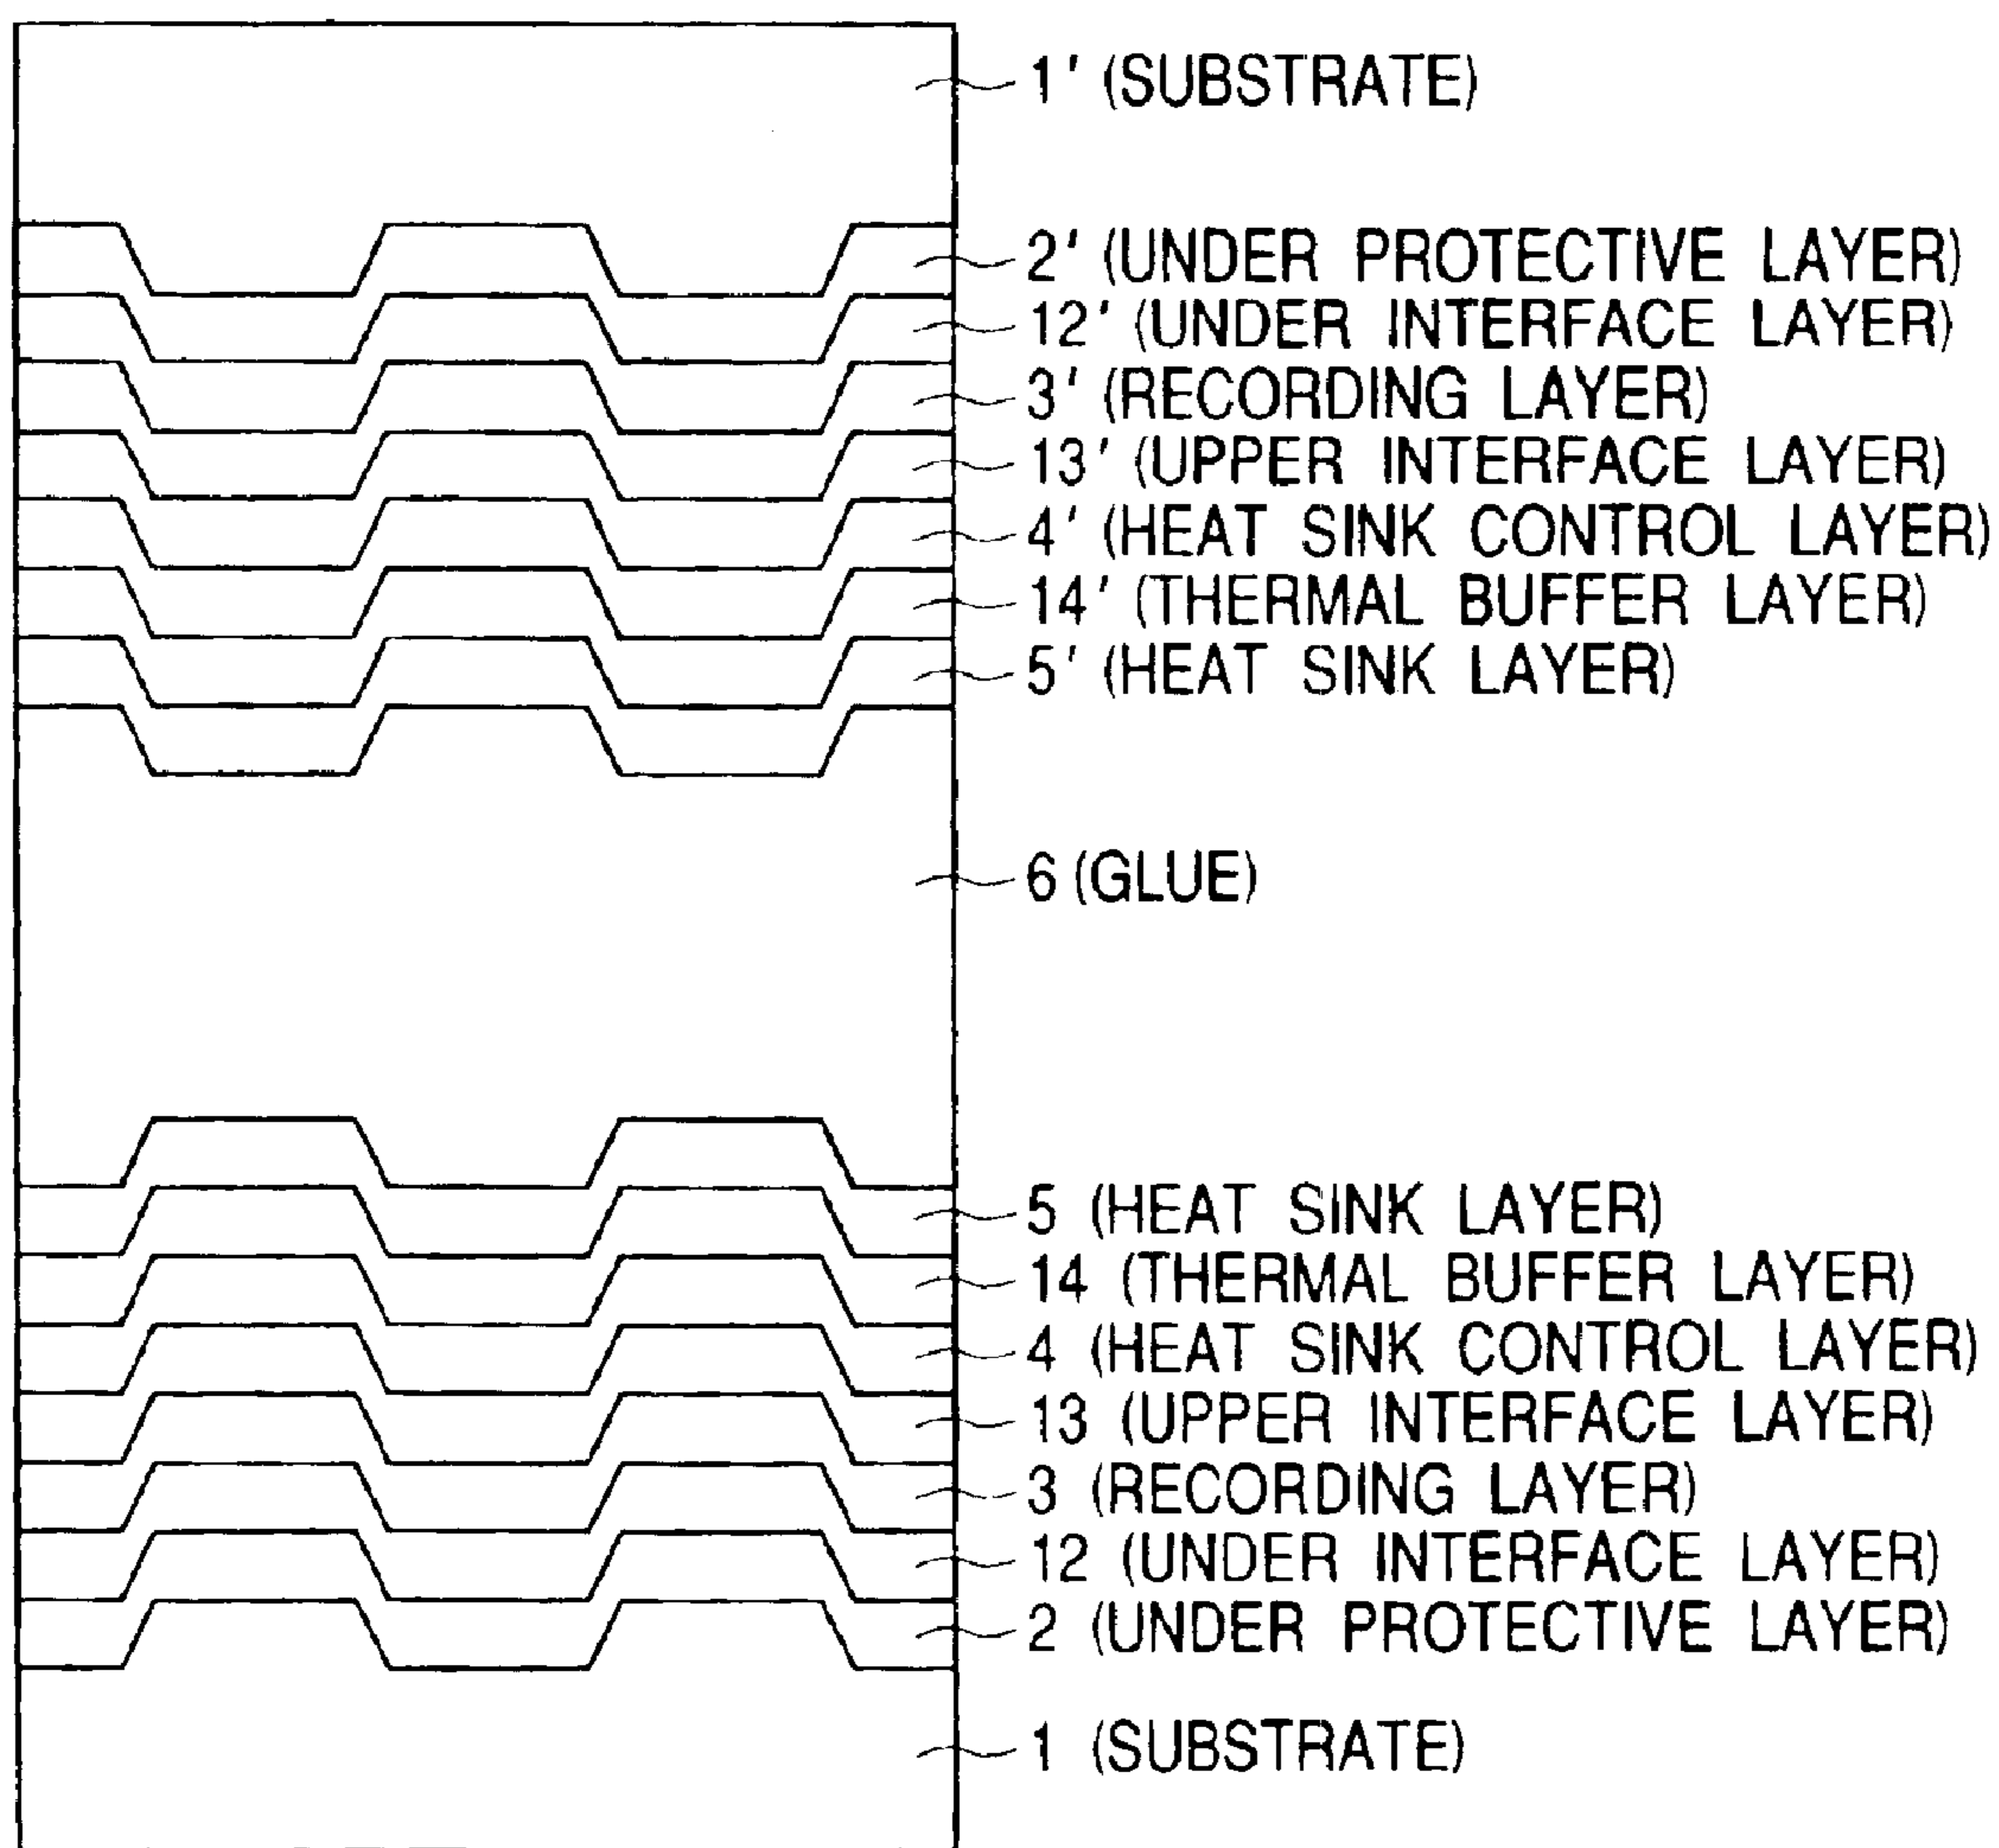 1' (SUBSTRATE)
2' (UNDER PROTECTIVE LAYER)
12' (UNDER INTERFACE LAYER)
3' (RECORDING LAYER)
13' (UPPER INTERFACE LAYER)
4' (HEAT SINK CONTROL LAYER)
14' (THERMAL BUFFER LAYER)
5' (HEAT SINK LAYER)
6 (GLUE)
5 (HEAT SINK LAYER)
14 (THERMAL BUFFER LAYER)
4 (HEAT SINK CONTROL LAYER)
13 (UPPER INTERFACE LAYER)
3 (RECORDING LAYER)
12 (UNDER INTERFACE LAYER)
2 (UNDER PROTECTIVE LAYER)
1 (SUBSTRATE)